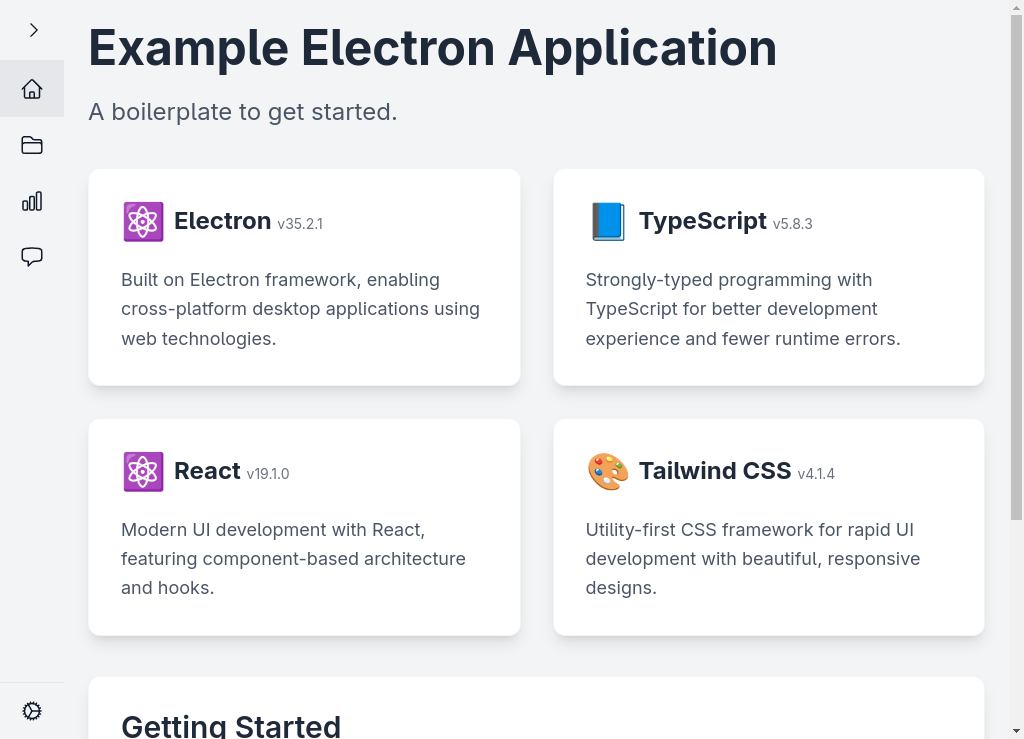 Example Electron Application
A boilerplate to get started.
Electron v35.2.1
Built on Electron framework, enabling
cross-platform desktop applications using
web technologies.
TypeScript v5.8.3
Strongly-typed programming with
TypeScript for better development
experience and fewer runtime errors.
React v19.1.0
Modern UI development with React,
featuring component-based architecture
and hooks.
Tailwind CSS v4.1.4
Utility-first CSS framework for rapid UI
development with beautiful, responsive
designs.
Getting Started